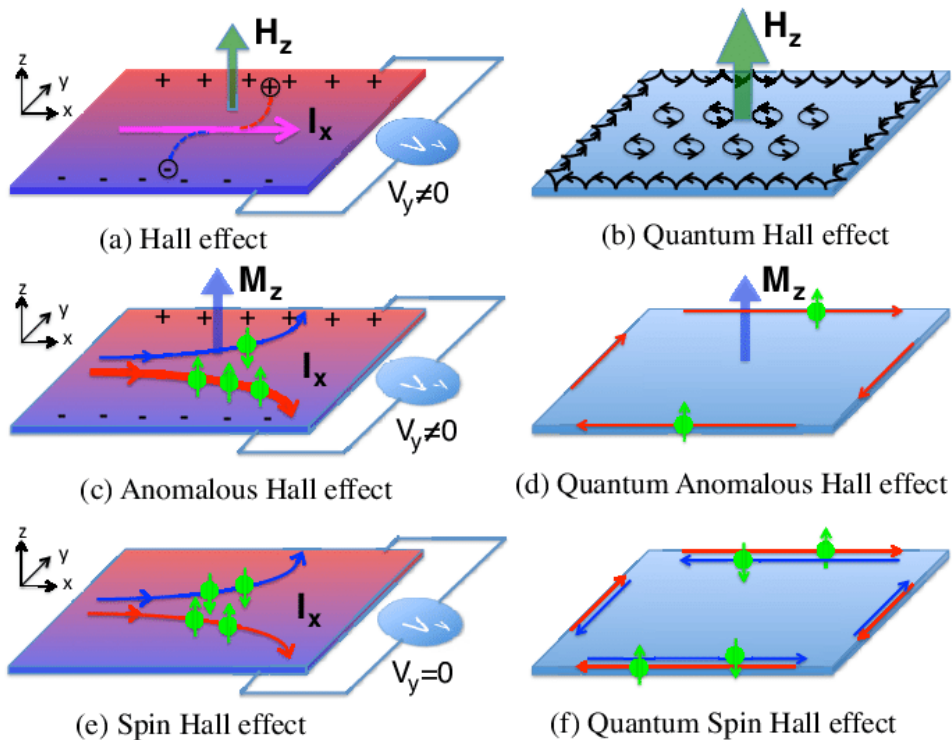 H_z
H_z
z
y
x
+ + + + + +
+
I_x
V Y
-
- - - - - -
V_y≠0
(a) Hall effect
(b) Quantum Hall effect
M_z
M_z
z
y
x
+ + + + + +
I_x
V Y
- - - - - -
V_y≠0
(c) Anomalous Hall effect
(d) Quantum Anomalous Hall effect
z
y
x
I_x
V Y
V_y=0
(e) Spin Hall effect
(f) Quantum Spin Hall effect